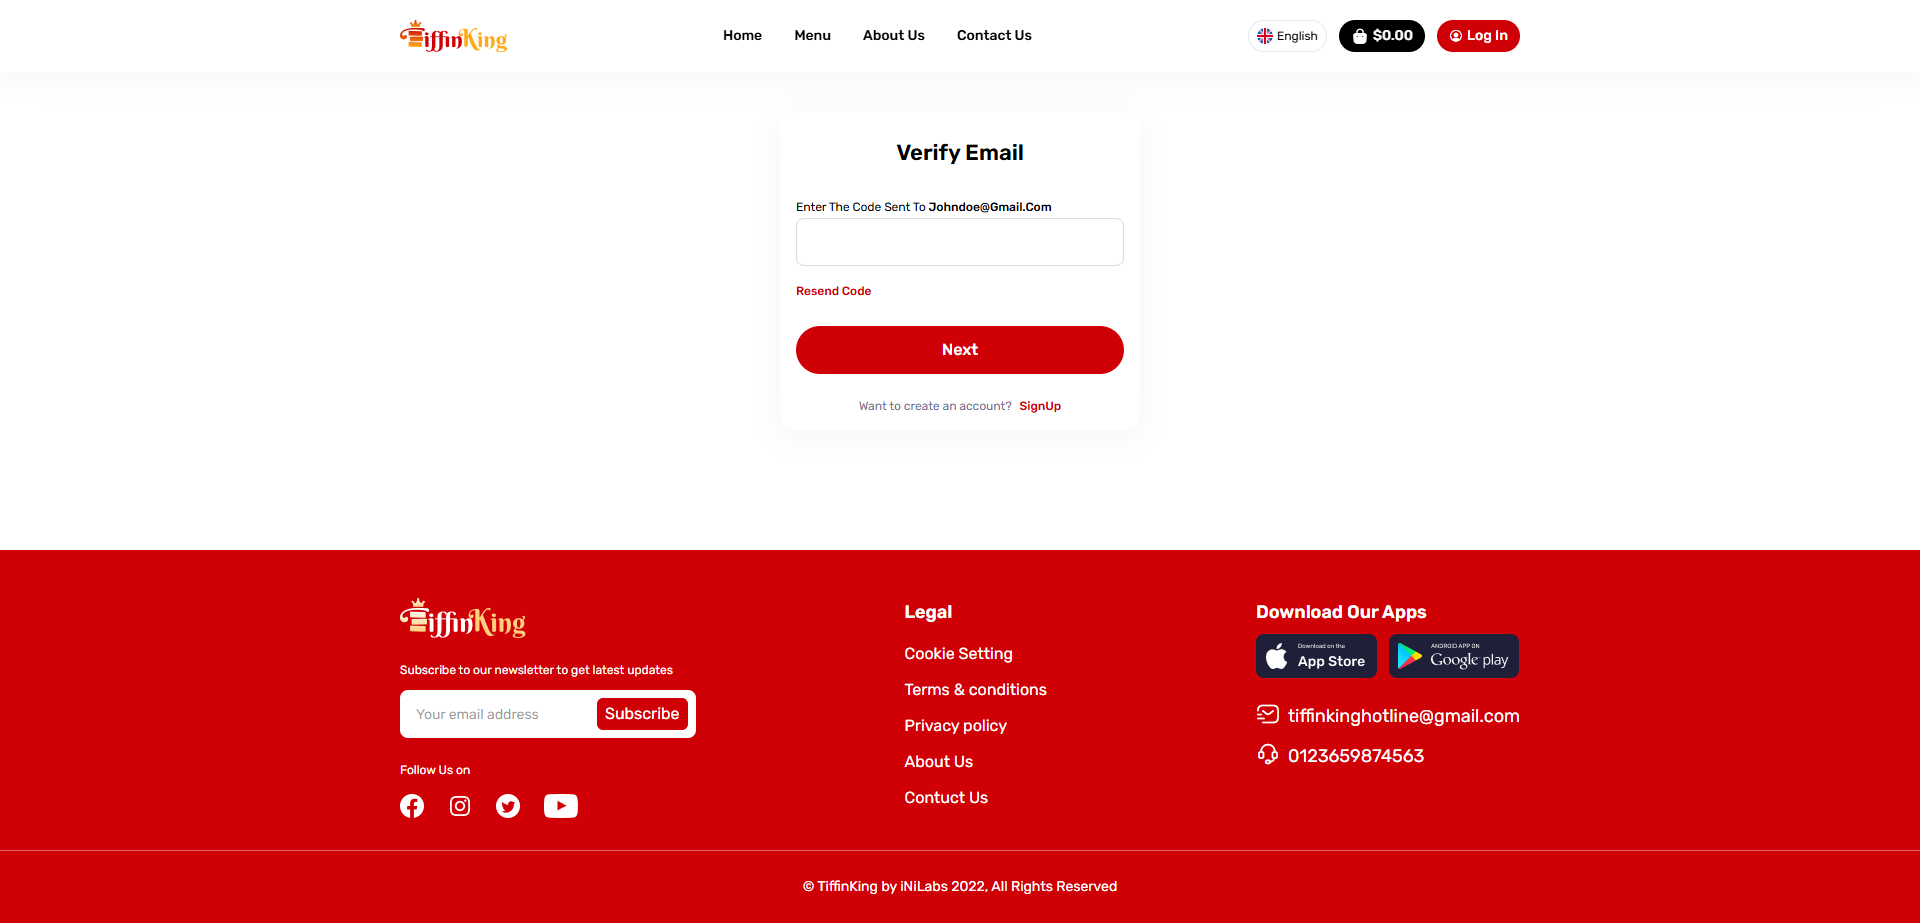 TiffinKing
Home
Menu
About Us
Contact Us
English
$0.00
Log In
Verify Email
Enter The Code Sent To Johndoe@Gmail.Com
Resend Code
Next
Want to create an account? SignUp
TiffinKing
Subscribe to our newsletter to get latest updates
Your email address
Subscribe
Follow Us on
Legal
Cookie Setting
Terms & conditions
Privacy policy
About Us
Contuct Us
Download Our Apps
Download on the
App Store
ANDROID APP ON
Google play
tiffinkinghotline@gmail.com
0123659874563
© TiffinKing by iNiLabs 2022, All Rights Reserved